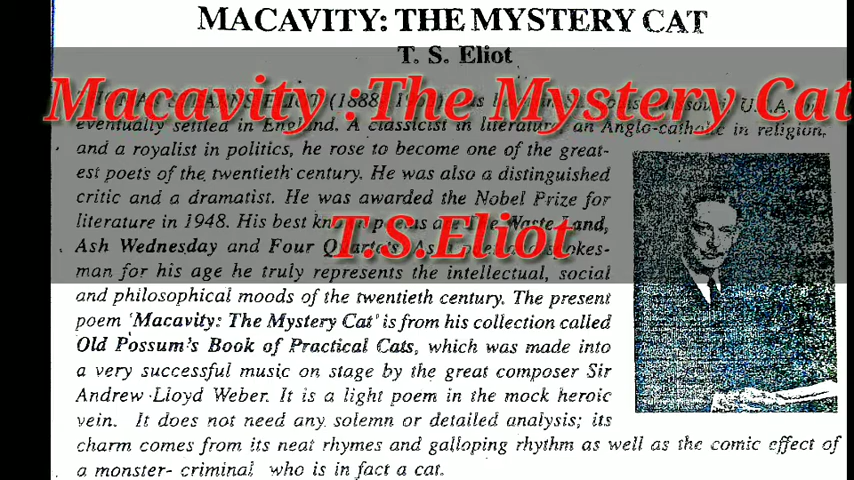 MACAVITY: THE MYSTERY CAT
T. S. Eliot
Macavity :The Mystery Cat
eventually settled in England. A classicist in literature, an Anglo-catholic in religion,
and a royalist in politics, he rose to become one of the great-
est poets of the twentieth century. He was also a distinguished
critic and a dramatist. He was awarded the Nobel Prize for
literature in 1948. His best Waste Land,
T.S.Eliot
Ash Wednesday and Four
man for his age he truly represents the intellectual, social
and philosophical moods of the twentieth century. The present
poem 'Macavity: The Mystery Cat' is from his collection called
Old Possum's Book of Practical Cats, which was made into
a very successful music on stage by the great composer Sir
Andrew Lloyd Weber. It is a light poem in the mock heroic
vein. It does not need any solemn or detailed analysis; its
charm comes from its neat rhymes and galloping rhythm as well as the comic effect of
a monster- criminal who is in fact a cat.